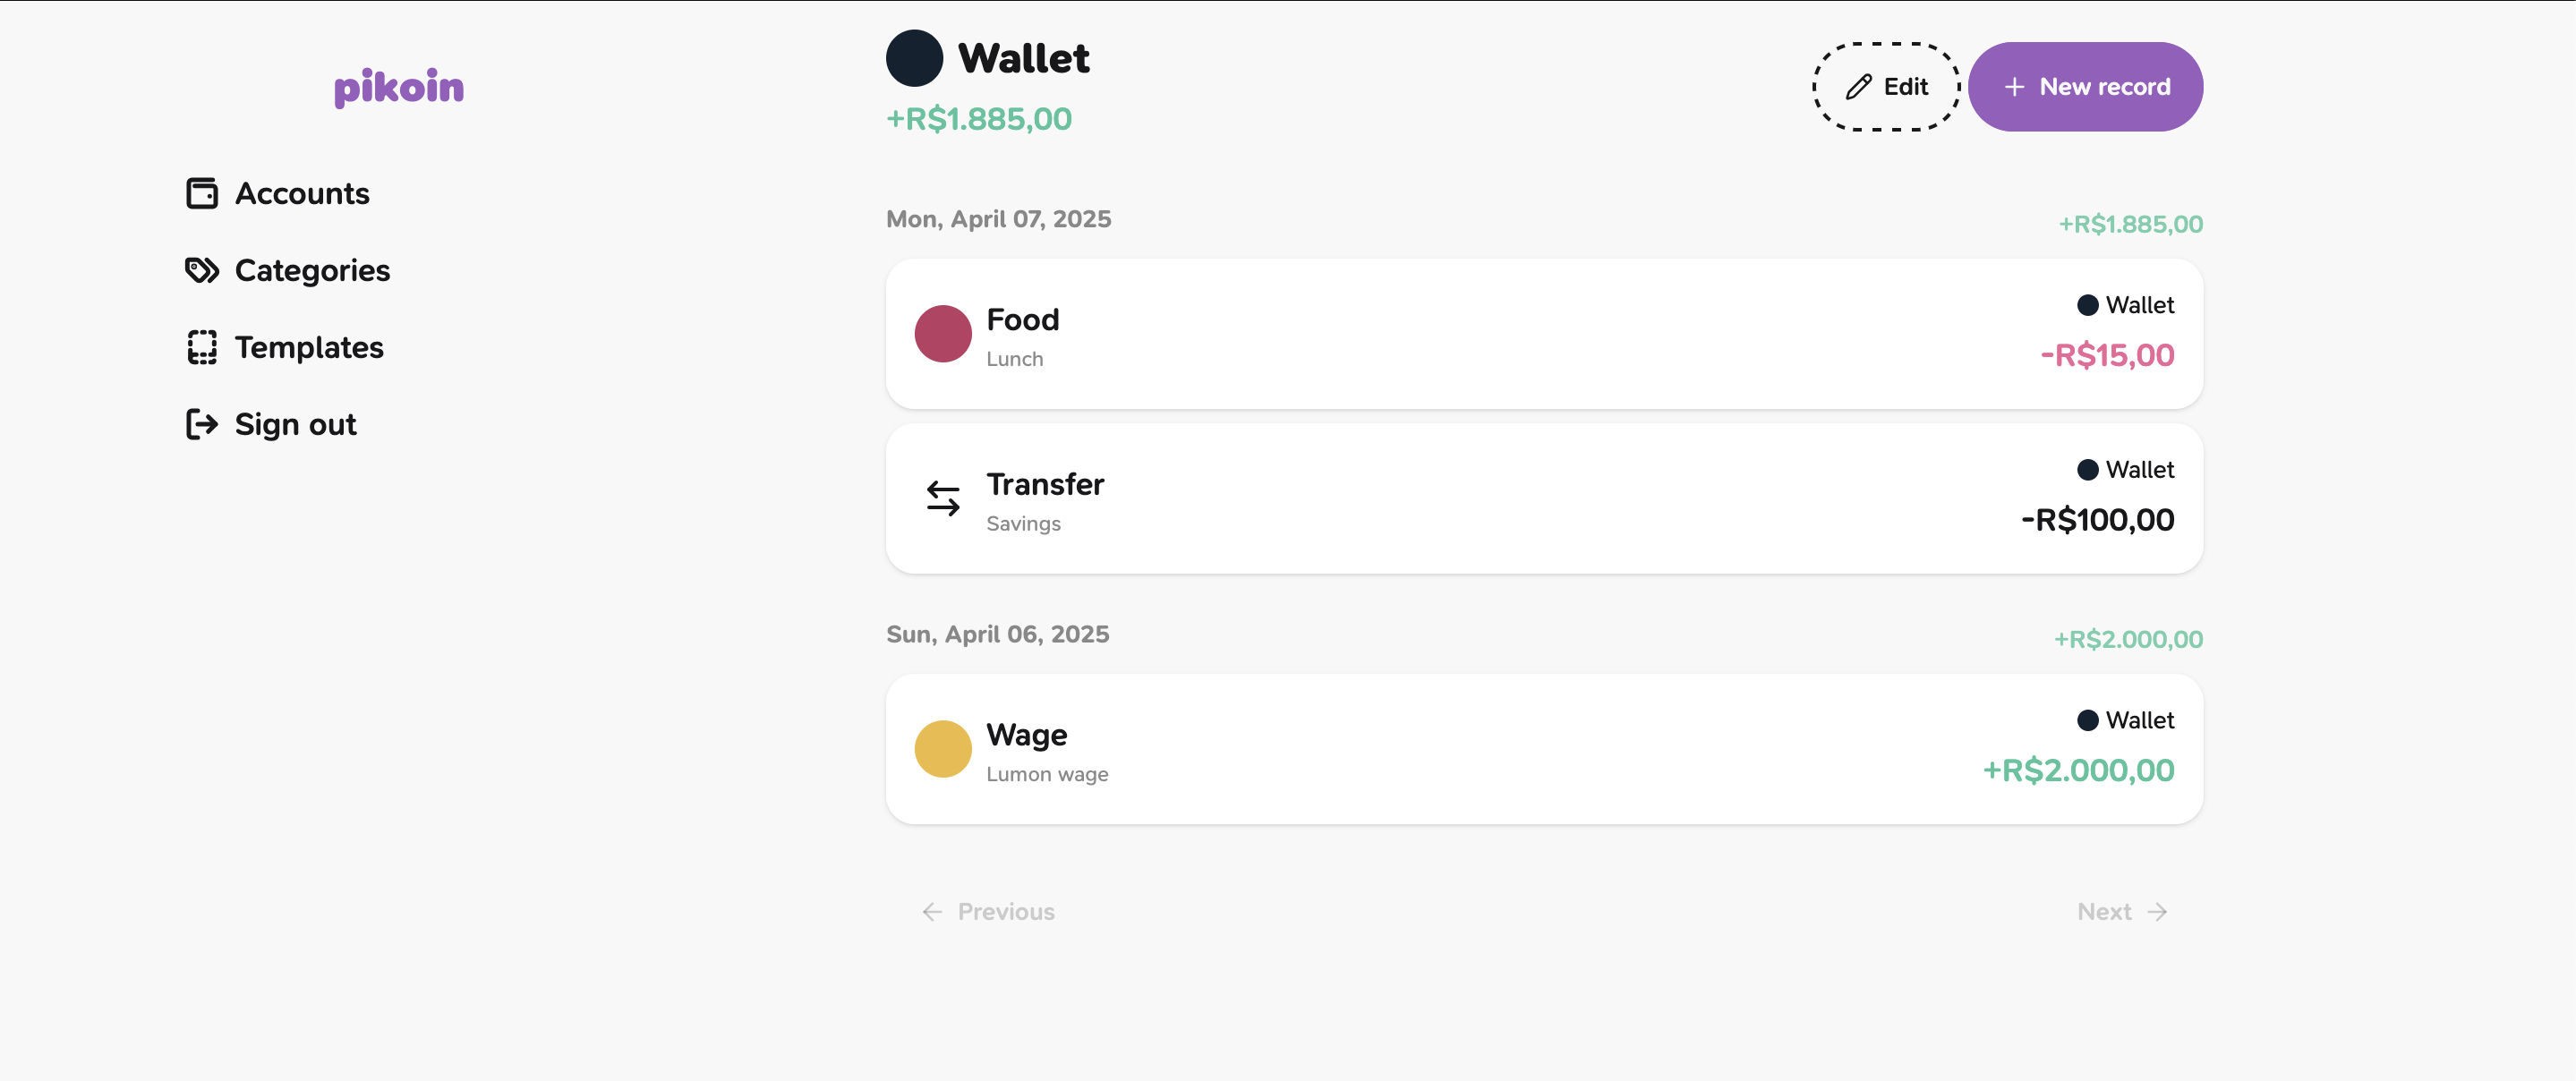 pikoin
Accounts
Categories
Templates
Sign out
Wallet
+R$1.885,00
Edit
+ New record
Mon, April 07, 2025
+R$1.885,00
Food
Lunch
Wallet
-R$15,00
Transfer
Savings
Wallet
-R$100,00
Sun, April 06, 2025
+R$2.000,00
Wage
Lumon wage
Wallet
+R$2.000,00
Previous
Next